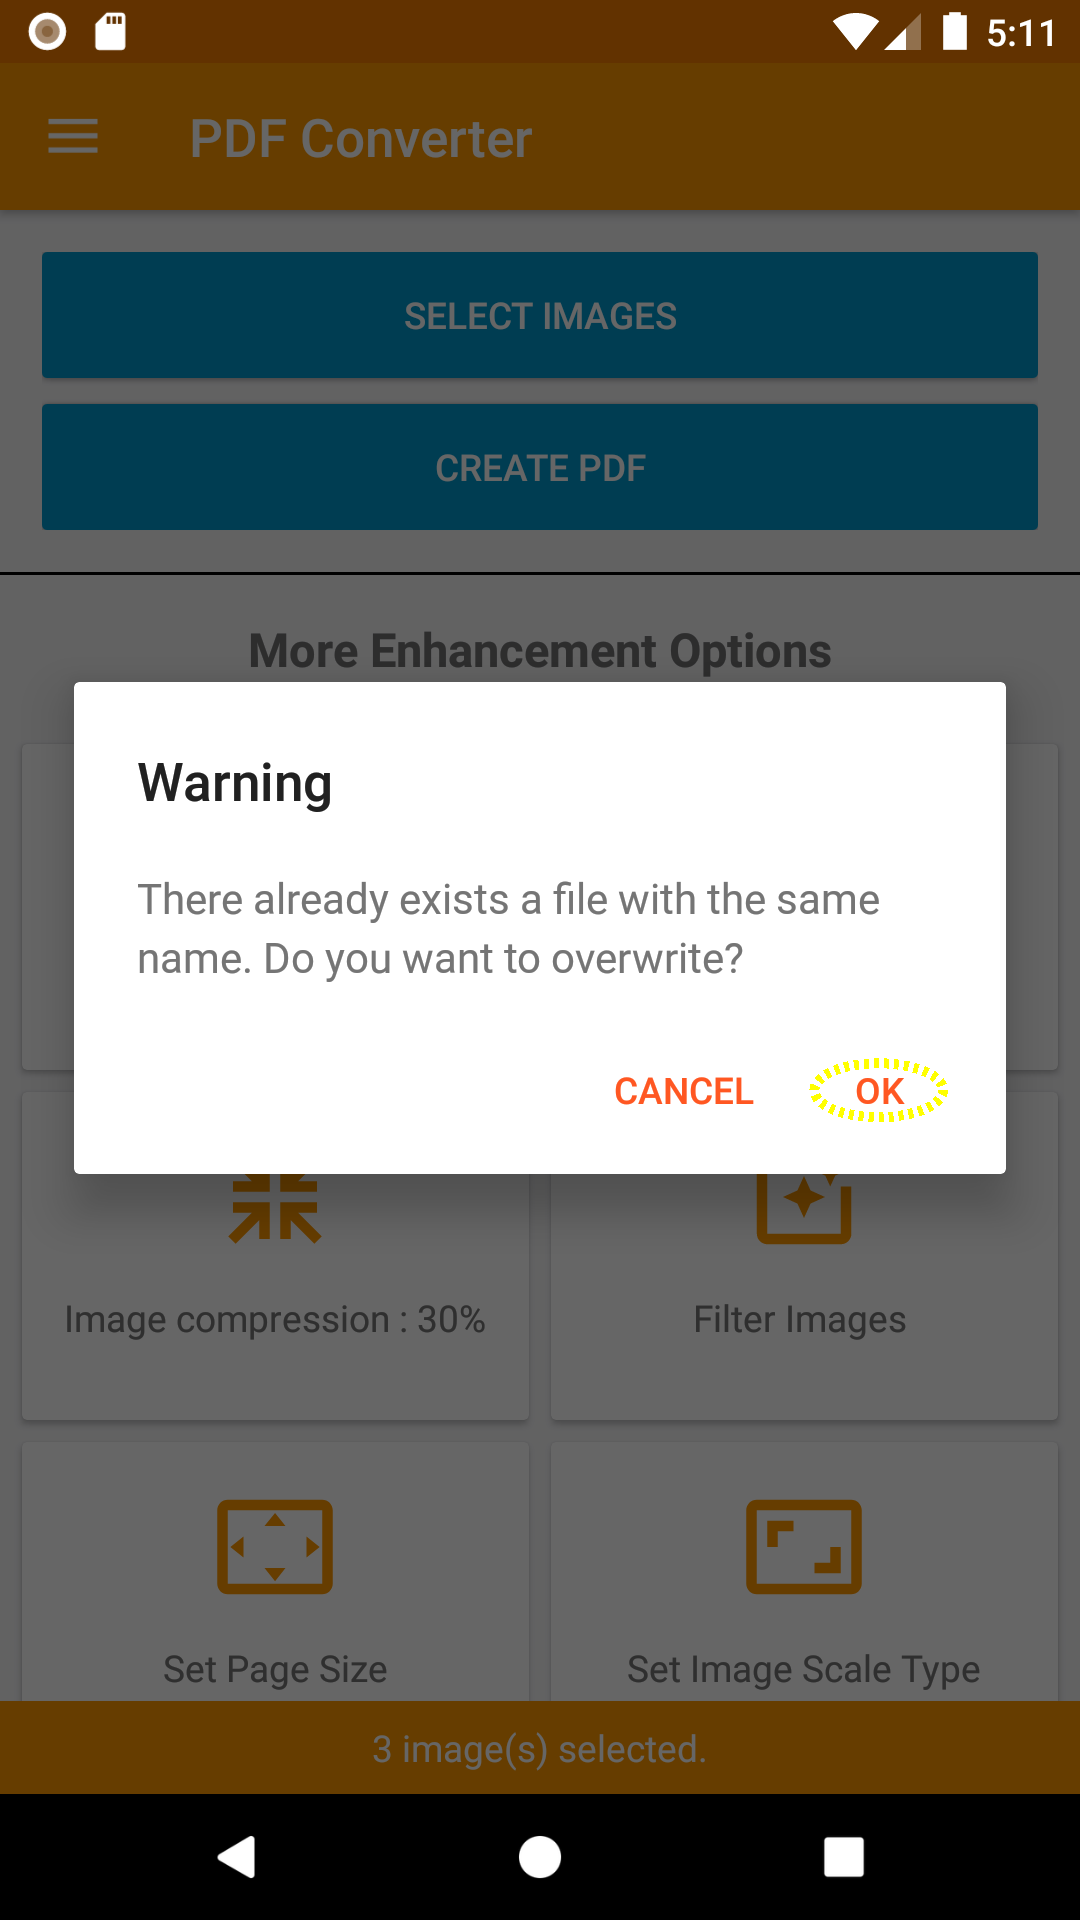 5:11
PDF Converter
SELECT IMAGES
CREATE PDF
More Enhancement Options
Warning
There already exists a file with the same
name. Do you want to overwrite?
CANCEL
OK
Image compression : 30%
Filter Images
Set Page Size
Set Image Scale Type
3 image(s) selected.